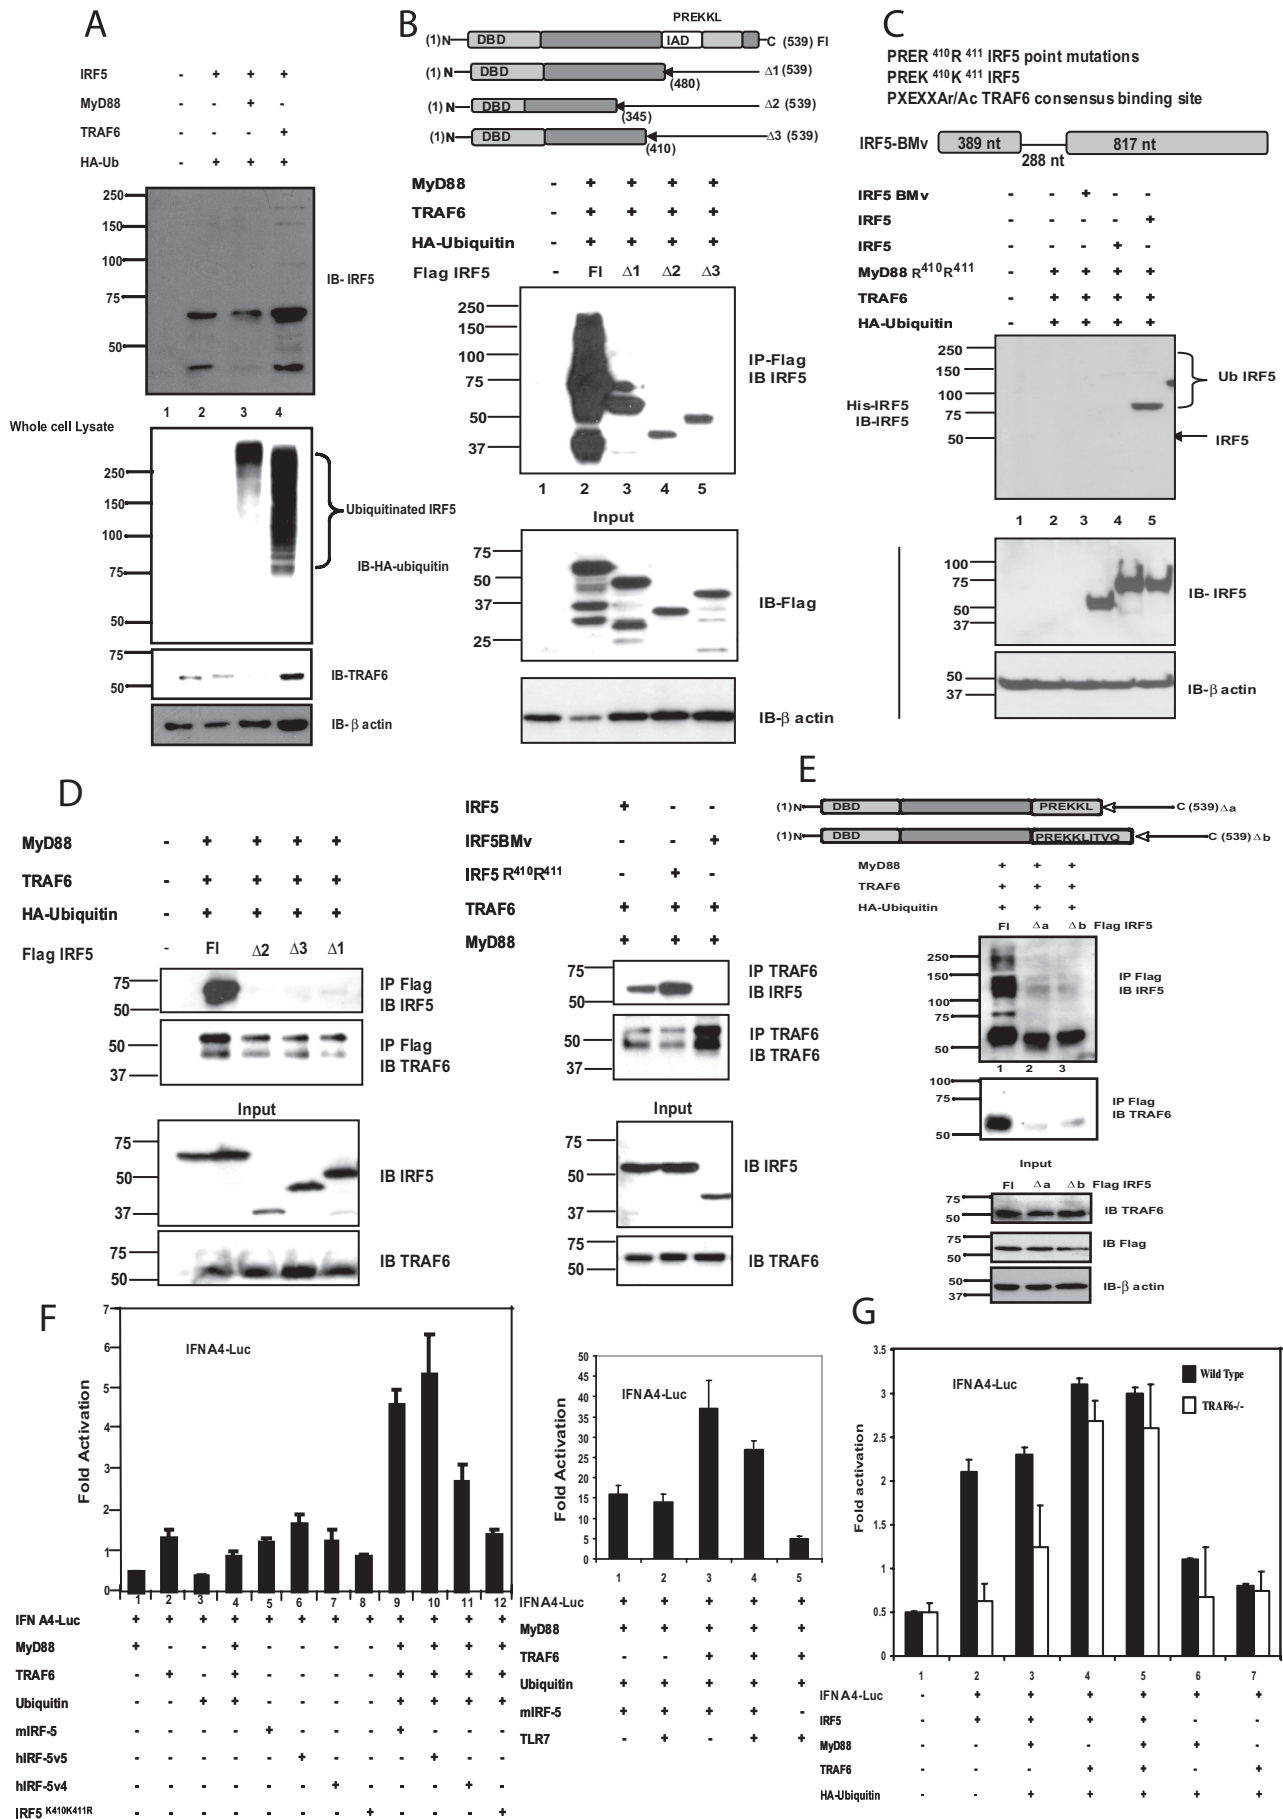 A
IRF5 - + + +
MyD88 - - + -
TRAF6 - - - +
HA-Ub - + + +
250
150
100
75
50
IB- IRF5
1 2 3 4
Whole cell Lysate
250
150
100
75
50
Ubiquitinated IRF5
IB-HA-ubiquitin
75
50
IB-TRAF6
IB- β actin
B
PREKKL
(1)N DBD IAD C (539) Fl
(1) N DBD Δ1 (539)
(480)
(1) N DBD Δ2 (539)
(345)
(1)N DBD Δ3 (539)
(410)
MyD88 - + + + +
TRAF6 - + + + +
HA-Ubiquitin - + + + +
Flag IRF5 - Fl Δ1 Δ2 Δ3
250
150
100
75
50
37
IP-Flag
IB IRF5
1 2 3 4 5
Input
75
50
37
25
IB-Flag
IB-β actin
C
PRER 410R 411 IRF5 point mutations
PREK 410K 411 IRF5
PXEXXAr/Ac TRAF6 consensus binding site
IRF5-BMv 389 nt 817 nt
288 nt
IRF5 BMv - - + - -
IRF5 - - - - +
IRF5 - - - + -
MyD88 R410R411 - + + + +
TRAF6 - + + + +
HA-Ubiquitin - + + + +
250
150
100
75
50
His-IRF5
IB-IRF5
Ub IRF5
IRF5
1 2 3 4 5
100
75
50
37
IB- IRF5
50
37
IB-β actin
D
MyD88 - + + + +
TRAF6 - + + + +
HA-Ubiquitin - + + + +
Flag IRF5 - Fl Δ2 Δ3 Δ1
75
50
IP Flag
IB IRF5
50
37
IP Flag
IB TRAF6
Input
75
50
37
IB IRF5
75
50
IB TRAF6
IRF5 + - -
IRF5BMv - - +
IRF5 R410R411 - + -
TRAF6 + + +
MyD88 + + +
75
50
IP TRAF6
IB IRF5
50
37
IP TRAF6
IB TRAF6
Input
75
50
37
IB IRF5
75
50
IB TRAF6
E
(1)N DBD PREKKL C (539)Δa
(1)N DBD PREKKLITVQ C (539)Δb
MyD88 + + +
TRAF6 + + +
HA-Ubiquitin + + +
Fl Δa Δb Flag IRF5
250
150
100
75
50
IP Flag
IB IRF5
1 2 3
100
75
50
IP Flag
IB TRAF6
Input
Fl Δa Δb Flag IRF5
75
50
IB TRAF6
75
50
IB Flag
50
37
IB-β actin
F
7
6
5
4
3
2
1
0
Fold Activation
IFNA4-Luc
1 2 3 4 5 6 7 8 9 10 11 12
IFN A4-Luc + + + + + + + + + + + +
MyD88 + - - + - - - - + + + +
TRAF6 - + - + - - - - + + + +
Ubiquitin - - + + - - - - + + + +
mIRF-5 - - - - + - - - + - - -
hIRF-5v5 - - - - - + - - - + - -
hIRF-5v4 - - - - - - + - - - + -
IRF5 K410K411R - - - - - - - + - - - +
50
45
40
35
30
25
20
15
10
5
0
Fold Activation
IFNA4-Luc
1 2 3 4 5
IFNA4-Luc + + + + +
MyD88 + + + + +
TRAF6 - - + + +
Ubiquitin + + + + +
mIRF-5 + + + + -
TLR7 - + - + +
G
3.5
3
2.5
2
1.5
1
0.5
0
Fold activation
IFNA4-Luc
Wild Type
TRAF6-/-
1 2 3 4 5 6 7
IFNA4-Luc - + + + + + +
IRF5 - + + + + - -
MyD88 - - + - - + -
TRAF6 - - - + + - +
HA-Ubiquitin - - + + + + +